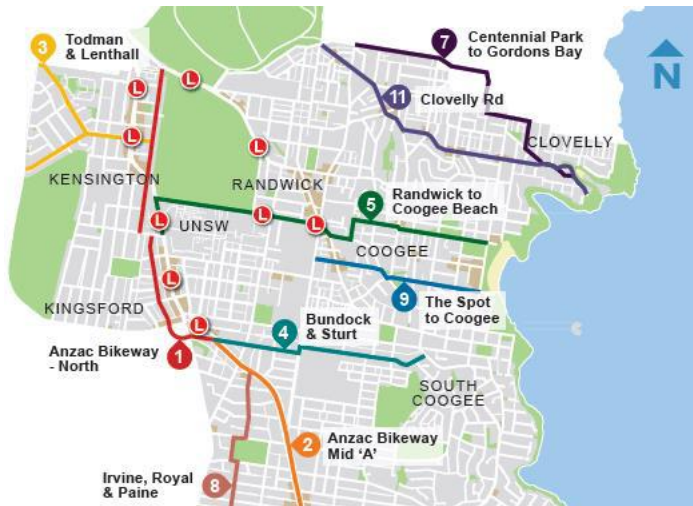 3
Todman
& Lenthall
7
Centennial Park
to Gordons Bay
N
L
L
11
Clovelly Rd
L
L
CLOVELLY
KENSINGTON
RANDWICK
5
Randwick to
Coogee Beach
L
L
L
UNSW
COOGEE
L
9
The Spot
to Coogee
KINGSFORD
4
Bundock
& Sturt
L
1
Anzac Bikeway
- North
SOUTH
COOGEE
2
Anzac Bikeway
Mid 'A'
8
Irvine, Royal
& Paine